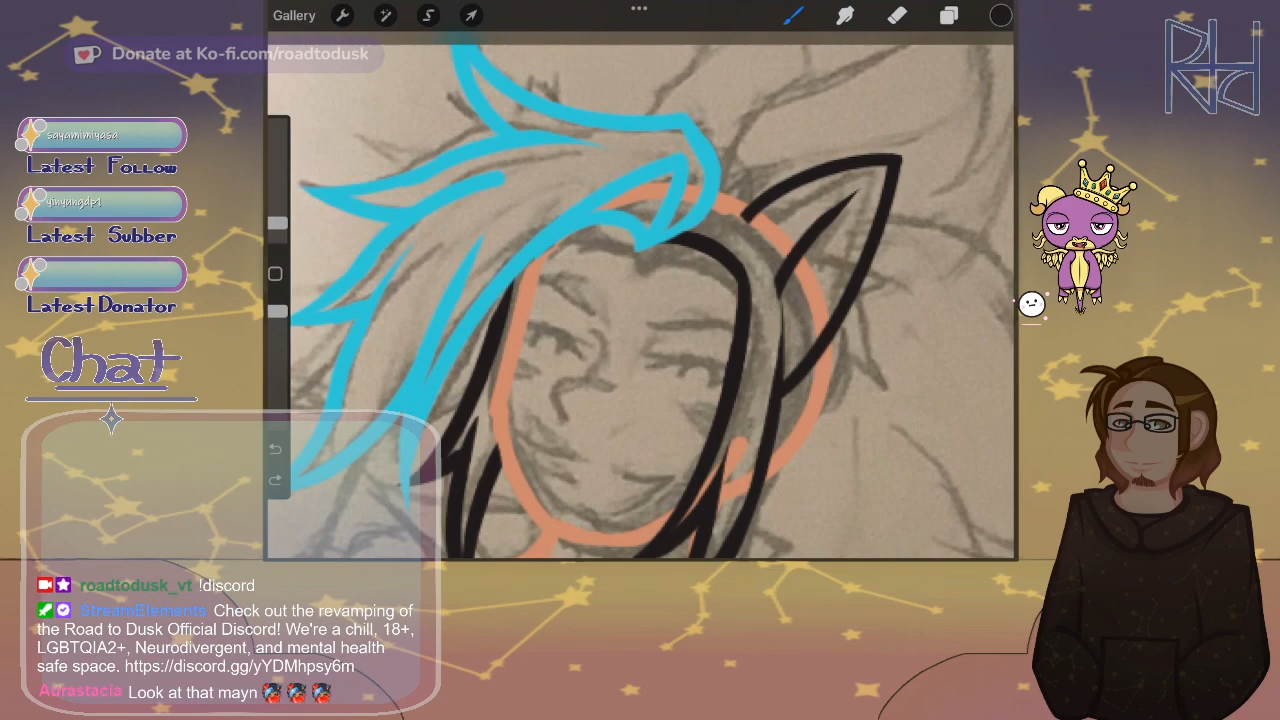 Gallery
Donate at Ko-fi.com/roadtodusk
sayamimiyasa
Latest Follow
yinyangdp1
Latest Subber
Latest Donator
Chat
roadtodusk_vt !discord
StreamElements Check out the revamping of
the Road to Dusk Official Discord! We're a chill, 18+,
LGBTQIA2+, Neurodivergent, and mental health
safe space. https://discord.gg/yYDMhpsy6m
Aurastacia Look at that mayn